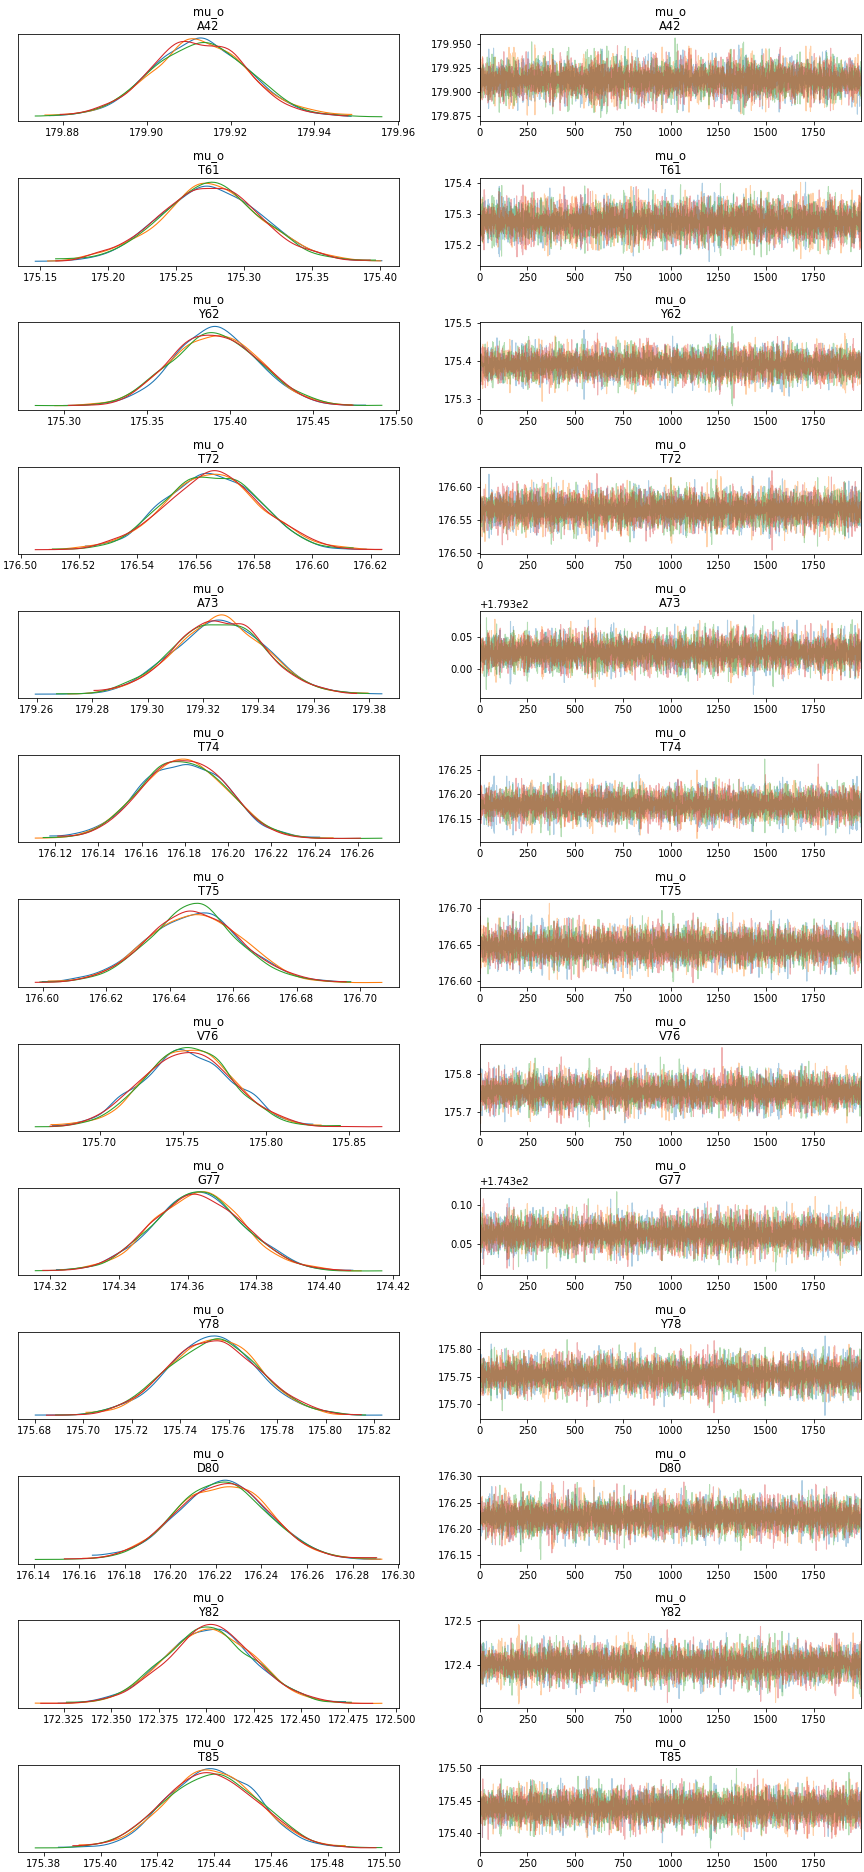 mu_o
A42
mu_o
A42
179.88 179.90 179.92 179.94 179.96
179.950
179.925
179.900
179.875
0 250 500 750 1000 1250 1500 1750
mu_o
T61
mu_o
T61
175.15 175.20 175.25 175.30 175.35 175.40
175.4
175.3
175.2
0 250 500 750 1000 1250 1500 1750
mu_o
Y62
mu_o
Y62
175.30 175.35 175.40 175.45 175.50
175.5
175.4
175.3
0 250 500 750 1000 1250 1500 1750
mu_o
T72
mu_o
T72
176.50 176.52 176.54 176.56 176.58 176.60 176.62
176.60
176.55
176.50
0 250 500 750 1000 1250 1500 1750
mu_o
A73
mu_o
A73
179.26 179.28 179.30 179.32 179.34 179.36 179.38
+1.793e2
0.05
0.00
0 250 500 750 1000 1250 1500 1750
mu_o
T74
mu_o
T74
176.12 176.14 176.16 176.18 176.20 176.22 176.24 176.26
176.25
176.20
176.15
0 250 500 750 1000 1250 1500 1750
mu_o
T75
mu_o
T75
176.60 176.62 176.64 176.66 176.68 176.70
176.70
176.65
176.60
0 250 500 750 1000 1250 1500 1750
mu_o
V76
mu_o
V76
175.70 175.75 175.80 175.85
175.8
175.7
0 250 500 750 1000 1250 1500 1750
mu_o
G77
mu_o
G77
174.32 174.34 174.36 174.38 174.40 174.42
+1.743e2
0.10
0.05
0 250 500 750 1000 1250 1500 1750
mu_o
Y78
mu_o
Y78
175.68 175.70 175.72 175.74 175.76 175.78 175.80 175.82
175.80
175.75
175.70
0 250 500 750 1000 1250 1500 1750
mu_o
D80
mu_o
D80
176.14 176.16 176.18 176.20 176.22 176.24 176.26 176.28 176.30
176.30
176.25
176.20
176.15
0 250 500 750 1000 1250 1500 1750
mu_o
Y82
mu_o
Y82
172.325 172.350 172.375 172.400 172.425 172.450 172.475 172.500
172.5
172.4
0 250 500 750 1000 1250 1500 1750
mu_o
T85
mu_o
T85
175.38 175.40 175.42 175.44 175.46 175.48 175.50
175.50
175.45
175.40
0 250 500 750 1000 1250 1500 1750